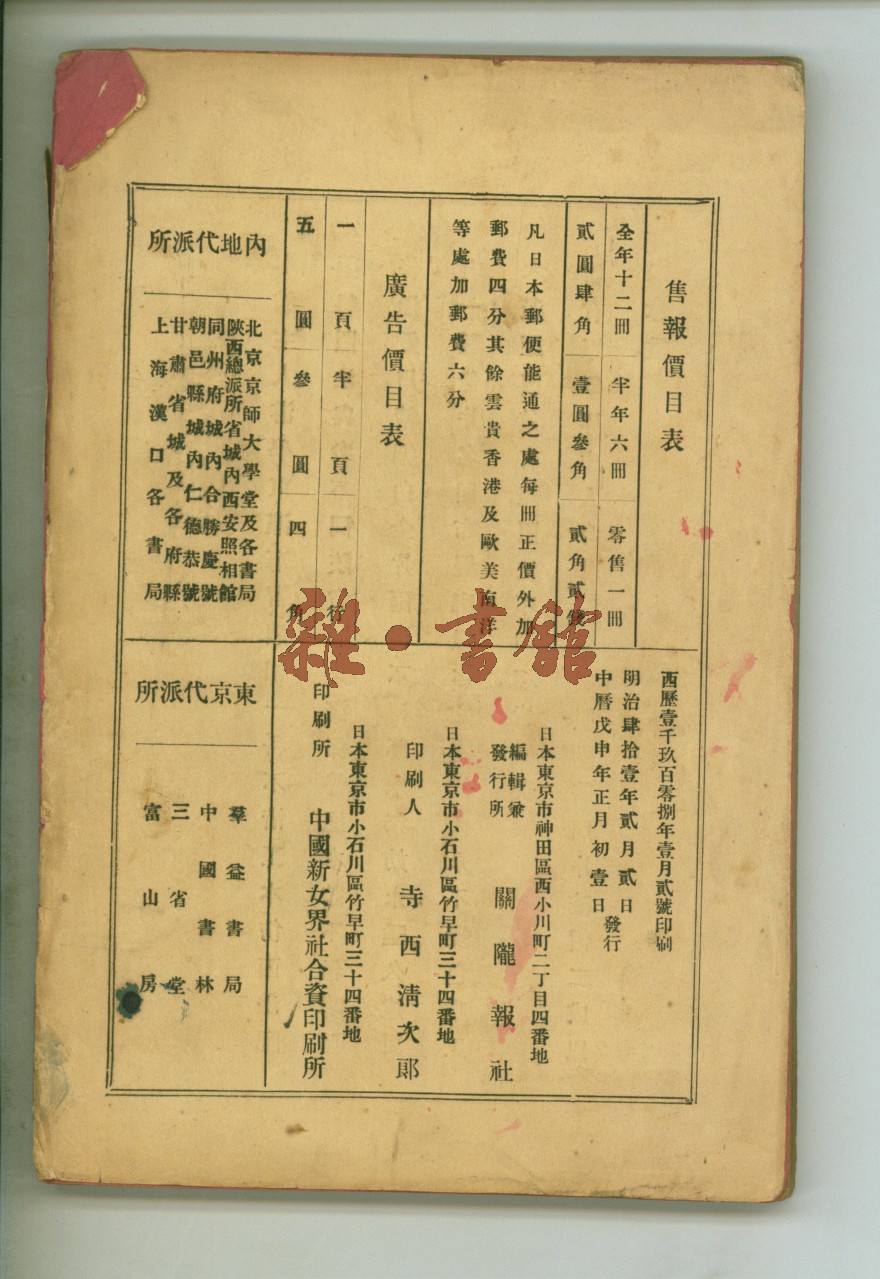 售報價目表
全年十二冊 半年六冊 零售一冊
貳圓肆角 壹圓叄角 貳角貳錢
凡日本郵便能通之處每冊正價外加
郵費四分其餘雲貴香港及歐美南洋
等處加郵費六分
廣告價目表
一頁 半頁 一行
五圓 叄圓 四角
內地代派所
北京京師大學堂及各書局
陝西總派所省城內西安照相館
同州府城內合勝慶號
朝邑縣城內仁德恭號
甘肅省城及各府縣
上海漢口各書局
西歷壹千玖百零捌年壹月貳號印刷
明治肆拾壹年貳月貳日
中曆戊申年正月初壹日
發行
日本東京市神田區西小川町二丁目四番地
編輯兼
發行所
關隴報社
日本東京市小石川區竹早町三十四番地
印刷人 寺西淸次郞
日本東京市小石川區竹早町三十四番地
印刷所 中國新女界社合資印刷所
東京代派所
羣益書局
中國書林
三省堂
富山房
雜·書館